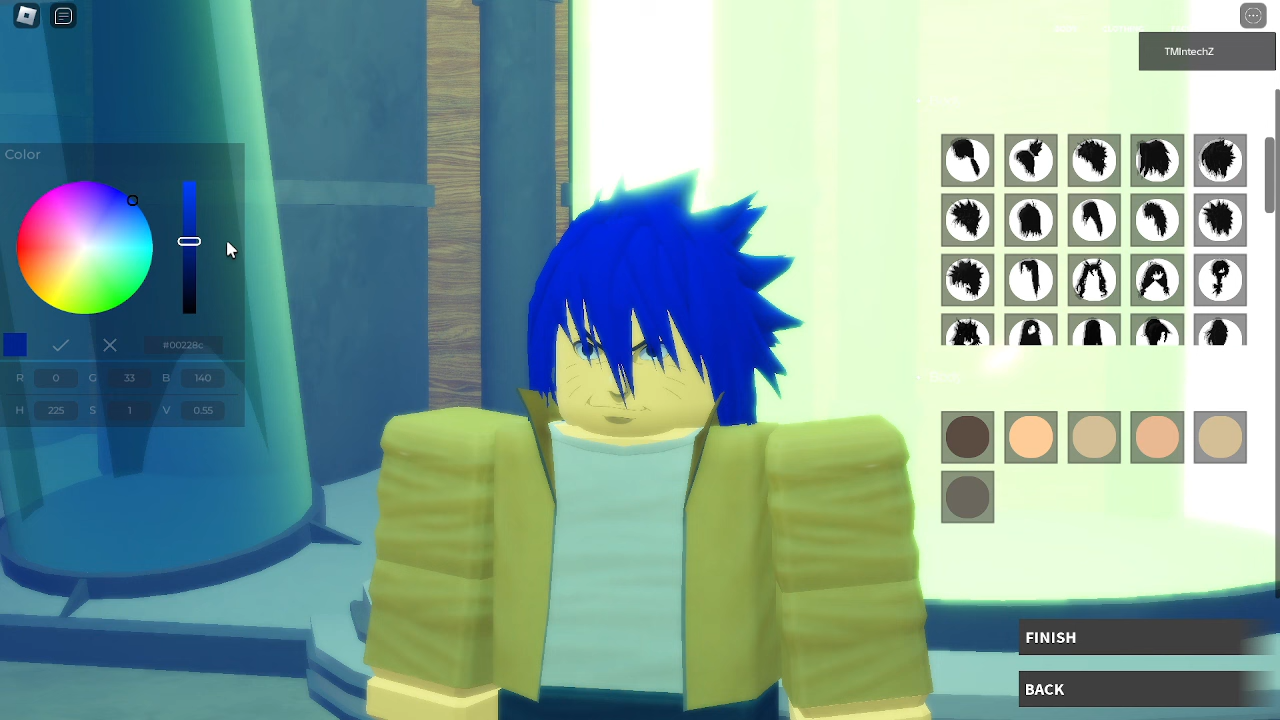 TMIntechZ
Color
#00228c
R 0 G 33 B 140
H 225 S 1 V 0.55
FINISH
BACK